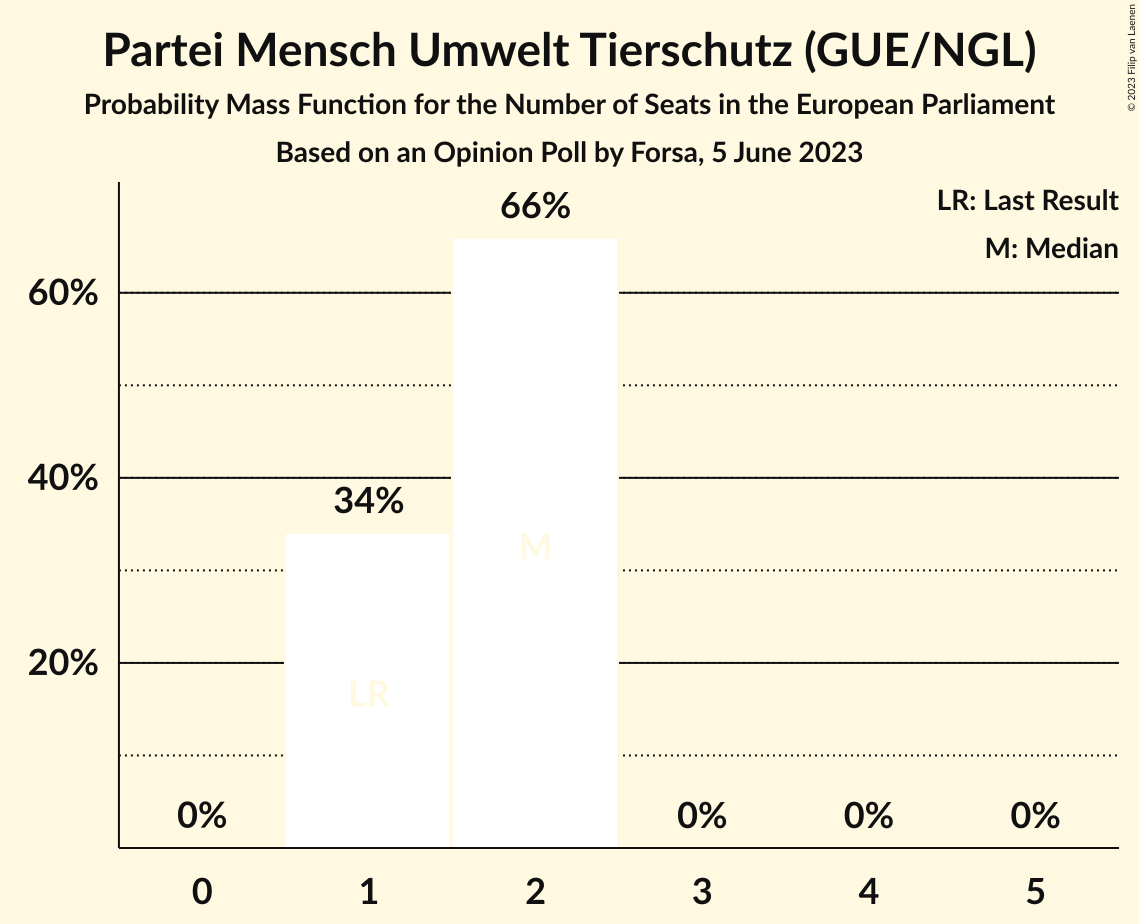 Partei Mensch Umwelt Tierschutz (GUE/NGL)
Probability Mass Function for the Number of Seats in the European Parliament
Based on an Opinion Poll by Forsa, 5 June 2023
© 2023 Filip van Laenen
LR: Last Result
M: Median
66%
60%
40%
34%
M
20%
LR
0%
0%
0%
0%
0
1
2
3
4
5